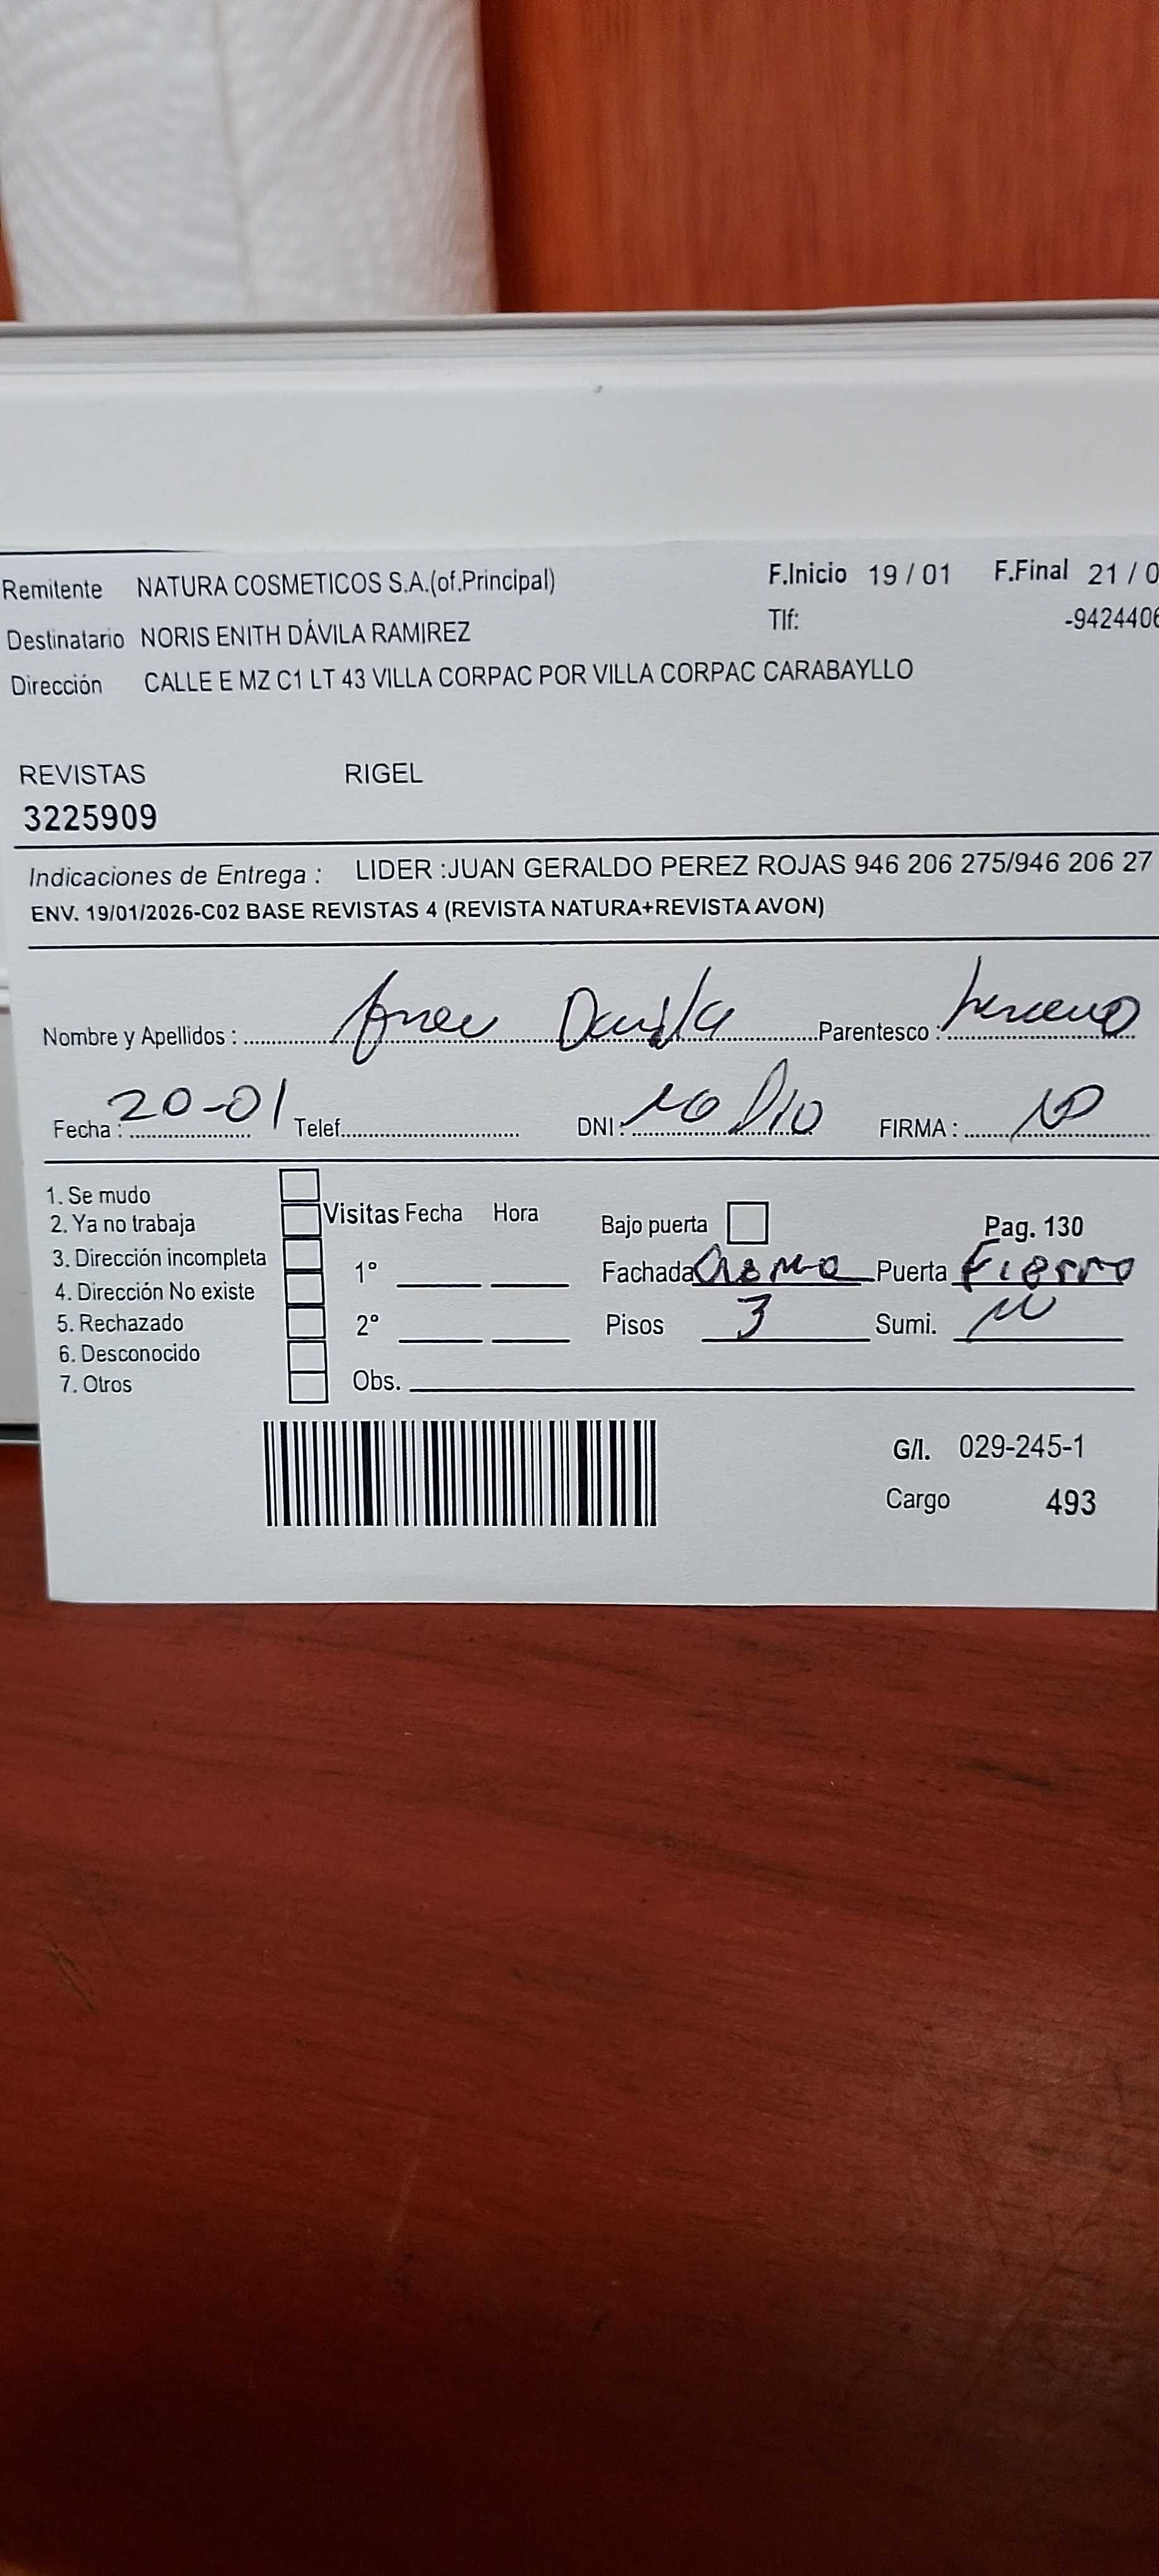 Remitente NATURA COSMETICOS S.A.(of.Principal) F.Inicio 19 / 01 F.Final 21 / 0
Destinatario NORIS ENITH DÁVILA RAMIREZ Tlf: -9424406
Dirección CALLE E MZ C1 LT 43 VILLA CORPAC POR VILLA CORPAC CARABAYLLO
REVISTAS RIGEL
3225909
Indicaciones de Entrega : LIDER :JUAN GERALDO PEREZ ROJAS 946 206 275/946 206 27
ENV. 19/01/2026-C02 BASE REVISTAS 4 (REVISTA NATURA+REVISTA AVON)
Nombre y Apellidos : Davila Parentesco :
Fecha : 20-01 Telef. DNI : no dio FIRMA :
1. Se mudo
2. Ya no trabaja
3. Dirección incompleta
4. Dirección No existe
5. Rechazado
6. Desconocido
7. Otros
Visitas Fecha Hora
1°
2°
Obs.
Bajo puerta Pag. 130
Fachada Puerta Fierro
Pisos 3 Sumi.
G/l. 029-245-1
Cargo 493